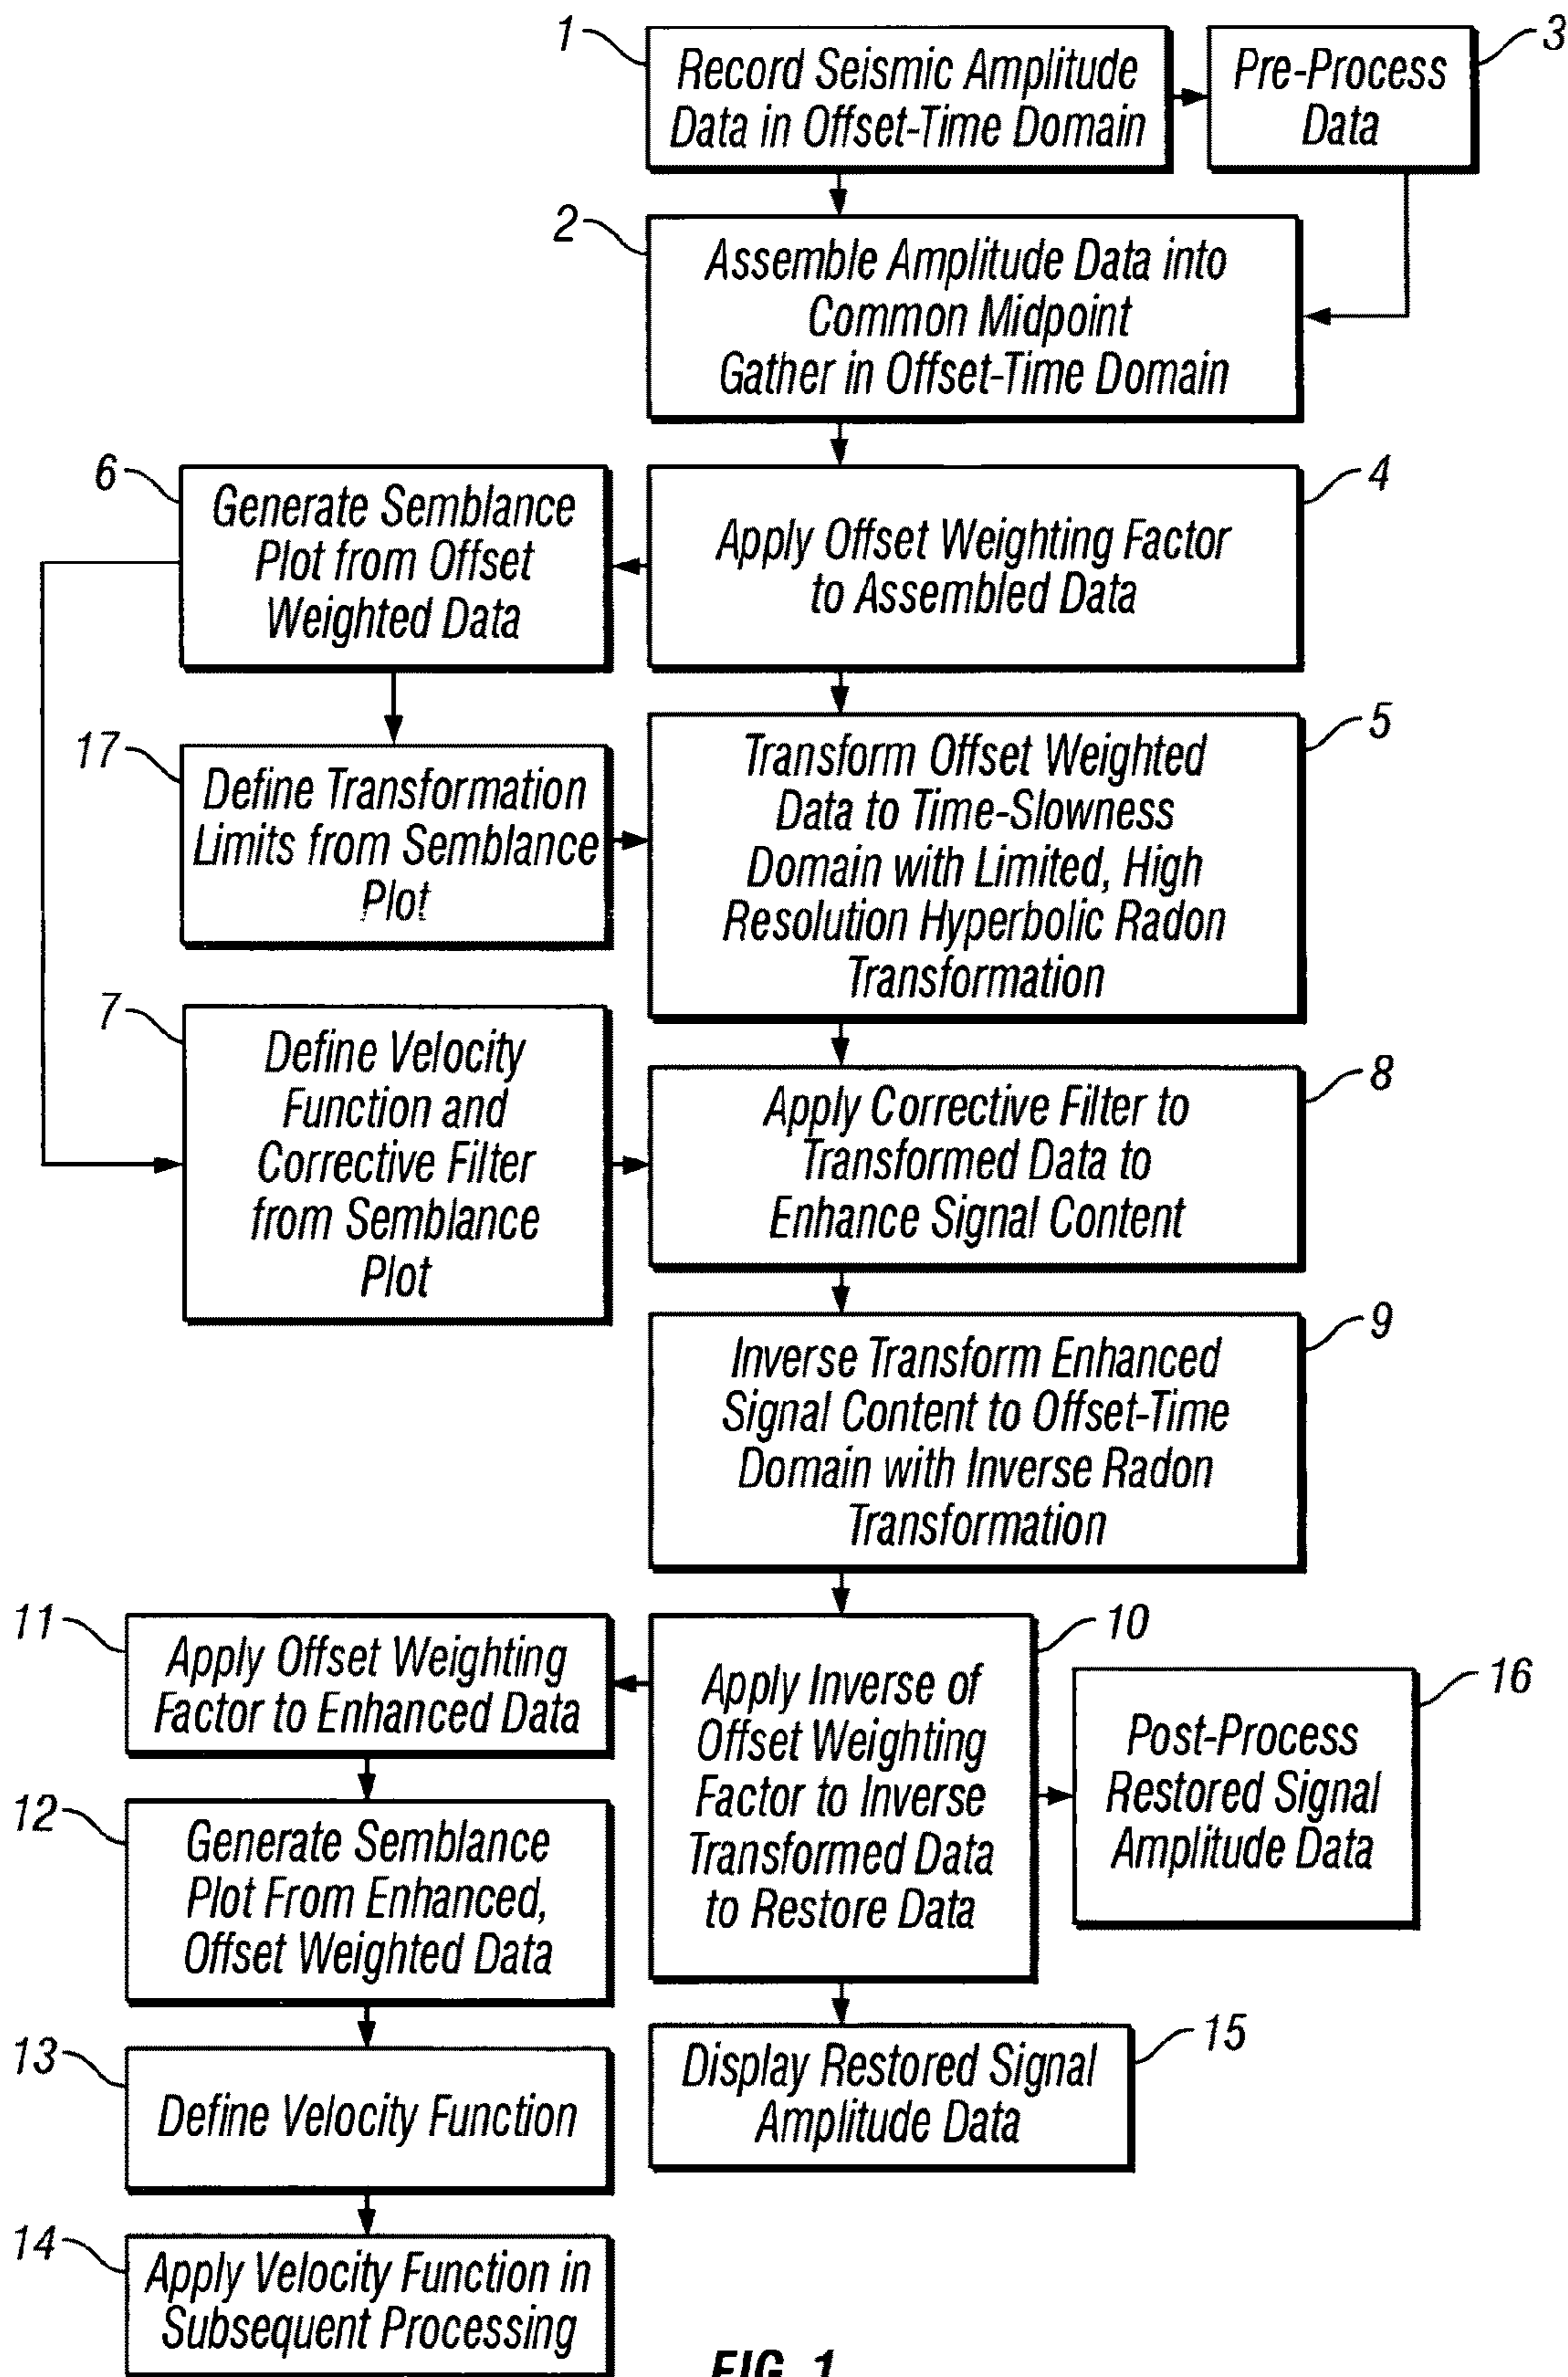 1
Record Seismic Amplitude
Data in Offset-Time Domain
3
Pre-Process
Data
2
Assemble Amplitude Data into
Common Midpoint
Gather in Offset-Time Domain
6
Generate Semblance
Plot from Offset
Weighted Data
4
Apply Offset Weighting Factor
to Assembled Data
17
Define Transformation
Limits from Semblance
Plot
5
Transform Offset Weighted
Data to Time-Slowness
Domain with Limited, High
Resolution Hyperbolic Radon
Transformation
7
Define Velocity
Function and
Corrective Filter
from Semblance
Plot
8
Apply Corrective Filter to
Transformed Data to
Enhance Signal Content
9
Inverse Transform Enhanced
Signal Content to Offset-Time
Domain with Inverse Radon
Transformation
11
Apply Offset Weighting
Factor to Enhanced Data
10
Apply Inverse of
Offset Weighting
Factor to Inverse
Transformed Data
to Restore Data
16
Post-Process
Restored Signal
Amplitude Data
12
Generate Semblance
Plot From Enhanced,
Offset Weighted Data
13
Define Velocity Function
15
Display Restored Signal
Amplitude Data
14
Apply Velocity Function in
Subsequent Processing
FIG. 1